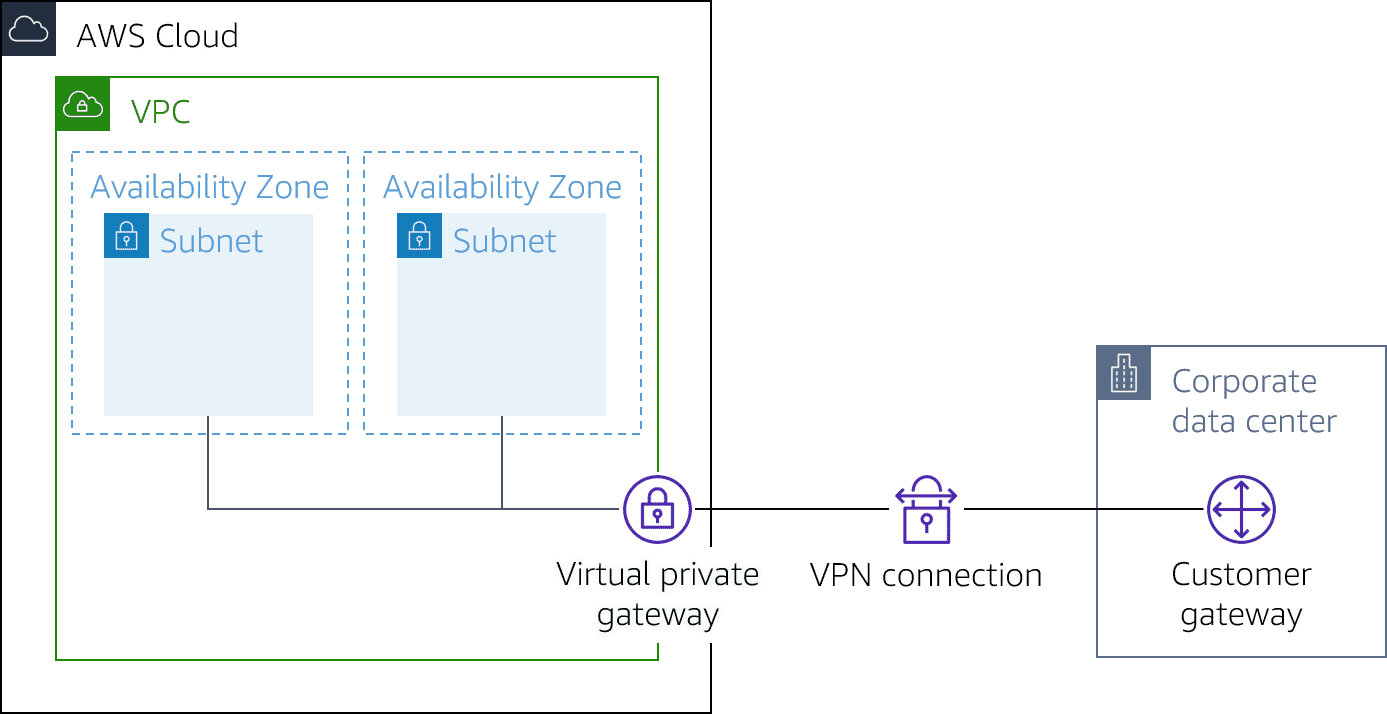 AWS Cloud
VPC
Availability Zone
Subnet
Availability Zone
Subnet
Virtual private
gateway
VPN connection
Corporate
data center
Customer
gateway